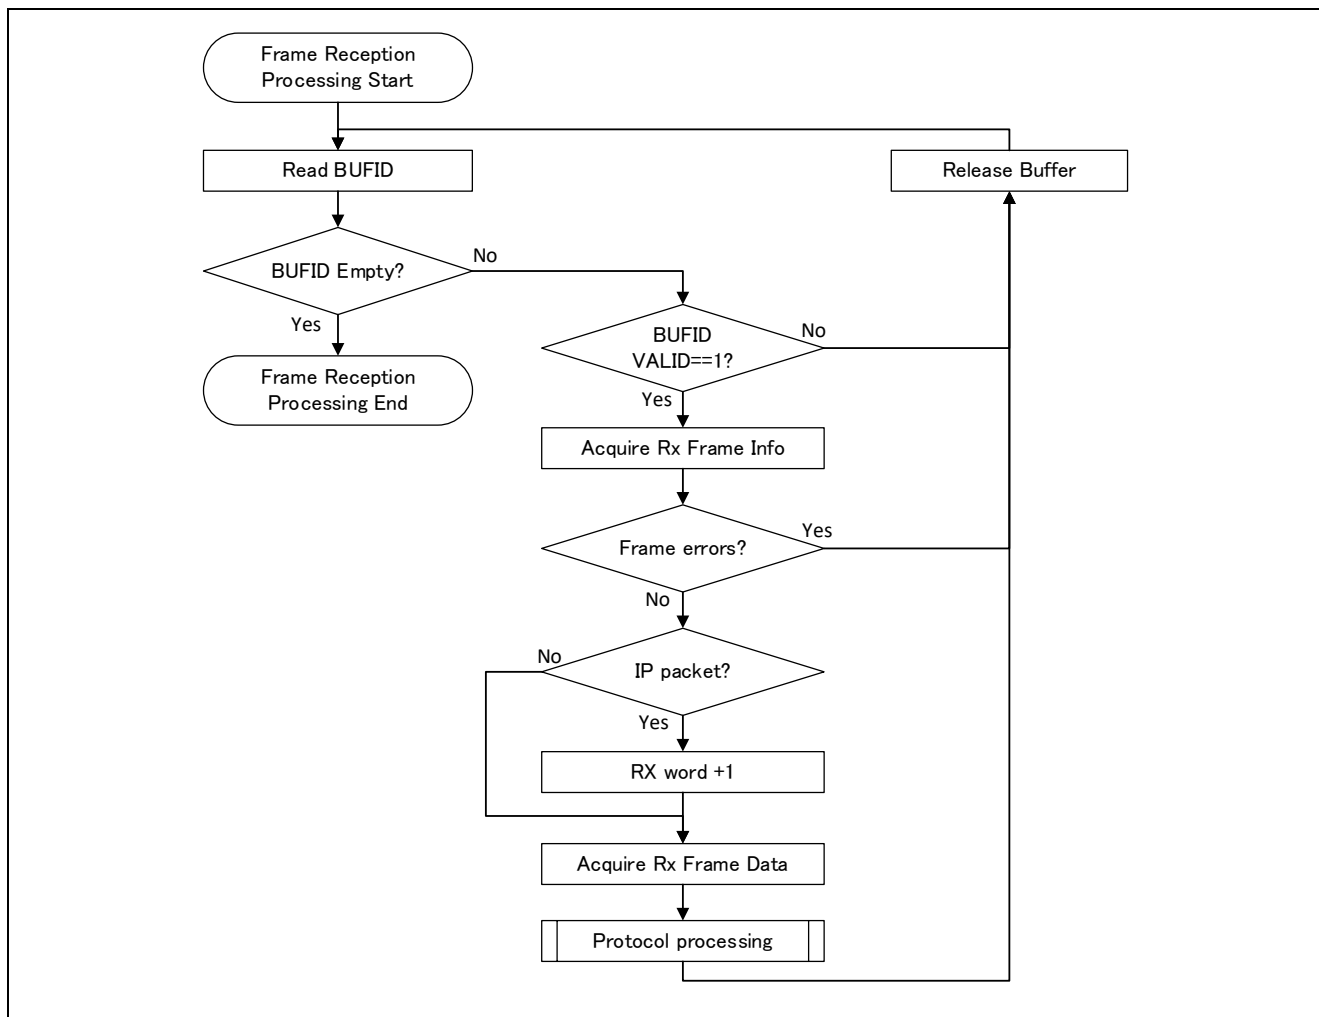 Frame Reception
Processing Start
Read BUFID
Release Buffer
BUFID Empty?
No
Yes
Frame Reception
Processing End
BUFID
VALID==1?
No
Yes
Acquire Rx Frame Info
Frame errors?
Yes
No
IP packet?
No
Yes
RX word +1
Acquire Rx Frame Data
Protocol processing